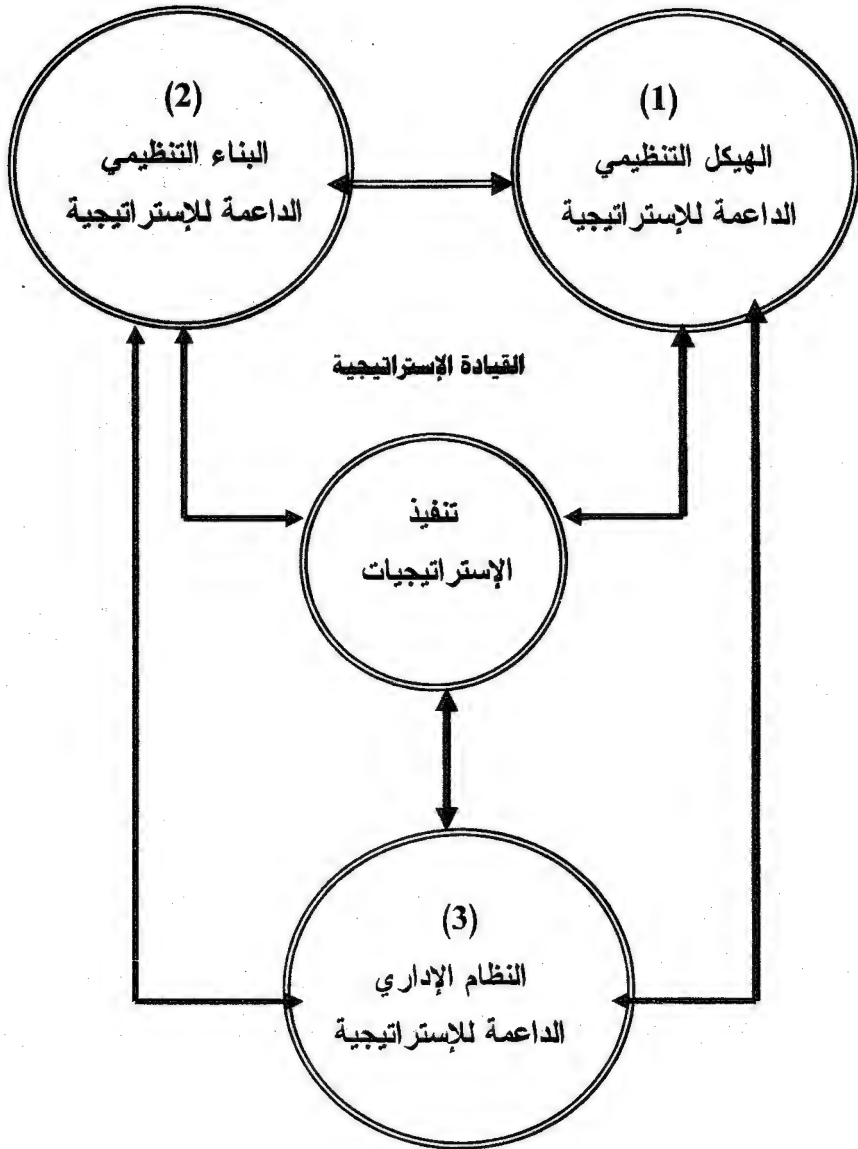 (1)
الهيكل التنظيمي
الداعمة للإستراتيجية
(2)
البناء التنظيمي
الداعمة للإستراتيجية
القيادة الإستراتيجية
تنفيذ
الإستراتيجيات
(3)
النظام الإداري
الداعمة للإستراتيجية